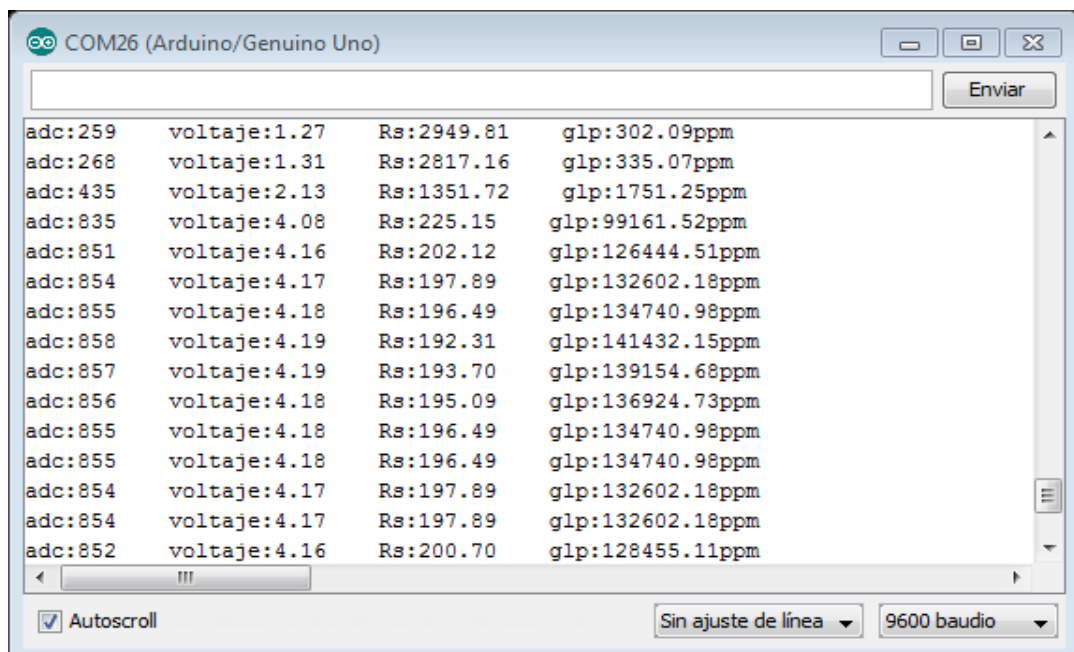 COM26 (Arduino/Genuino Uno)
Enviar
adc:259 voltaje:1.27 Rs:2949.81 glp:302.09ppm
adc:268 voltaje:1.31 Rs:2817.16 glp:335.07ppm
adc:435 voltaje:2.13 Rs:1351.72 glp:1751.25ppm
adc:835 voltaje:4.08 Rs:225.15 glp:99161.52ppm
adc:851 voltaje:4.16 Rs:202.12 glp:126444.51ppm
adc:854 voltaje:4.17 Rs:197.89 glp:132602.18ppm
adc:855 voltaje:4.18 Rs:196.49 glp:134740.98ppm
adc:858 voltaje:4.19 Rs:192.31 glp:141432.15ppm
adc:857 voltaje:4.19 Rs:193.70 glp:139154.68ppm
adc:856 voltaje:4.18 Rs:195.09 glp:136924.73ppm
adc:855 voltaje:4.18 Rs:196.49 glp:134740.98ppm
adc:855 voltaje:4.18 Rs:196.49 glp:134740.98ppm
adc:854 voltaje:4.17 Rs:197.89 glp:132602.18ppm
adc:854 voltaje:4.17 Rs:197.89 glp:132602.18ppm
adc:852 voltaje:4.16 Rs:200.70 glp:128455.11ppm
Autoscroll Sin ajuste de línea 9600 baudio